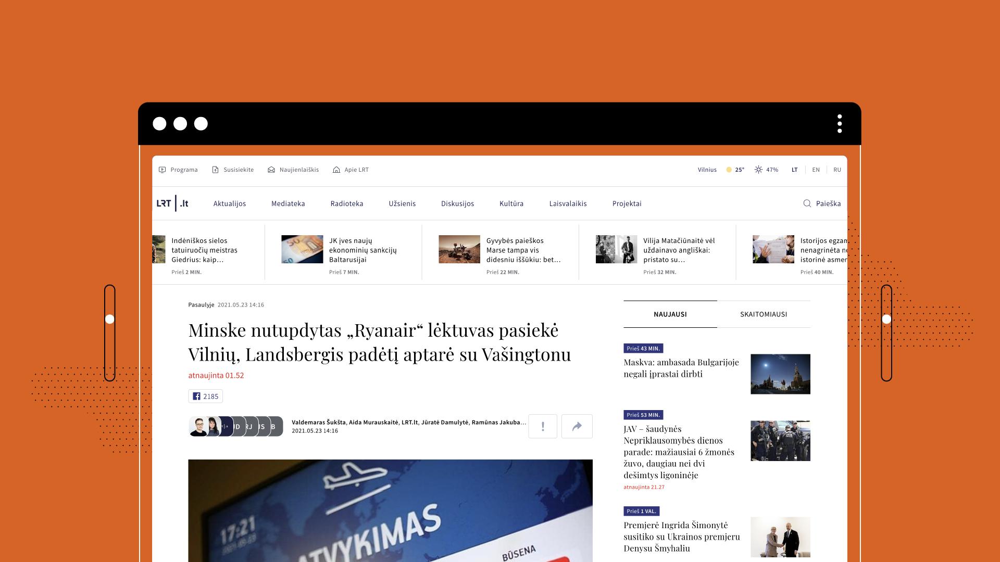 Programa Susisiekite Naujienlaiškis Apie LRT Vilnius 25° 47% LT EN RU
LRT .lt Aktualijos Mediateka Radioteka Užsienis Diskusijos Kultūra Laisvalaikis Projektai Paieška
Indėniškos sielos
tatuiruočių meistras
Giedrius: kaip...
Prieš 2 MIN.
JK įves naujų
ekonominių sankcijų
Baltarusijai
Prieš 7 MIN.
Gyvybės paieškos
Marse tampa vis
didesniu iššūkiu: bet...
Prieš 22 MIN.
Vilija Matačiūnaitė vėl
uždainavo angliškai:
pristato su...
Prieš 32 MIN.
Istorijos egzam
nenagrinėta ne
istorinė asmer
Prieš 40 MIN.
Pasaulyje 2021.05.23 14:16
Minske nutupdytas „Ryanair“ lėktuvas pasiekė
Vilnių, Landsbergis padėtį aptarė su Vašingtonu
atnaujinta 01.52
2185
JD RJ JS B
Valdemaras Šukšta, Aida Murauskaitė, LRT.lt, Jūratė Damulytė, Ramūnas Jakuba...
2021.05.23 14:16
17:21
2021-05-23
ATVYKIMAS
BŪSENA
NAUJAUSI SKAITOMIAUSI
Prieš 43 MIN.
Maskva: ambasada Bulgarijoje
negali įprastai dirbti
Prieš 53 MIN.
JAV – šaudynės
Nepriklausomybės dienos
parade: mažiausiai 6 žmonės
žuvo, daugiau nei dvi
dešimtys ligoninėje
atnaujinta 21.27
Prieš 1 VAL.
Premjerė Ingrida Šimonytė
susitiko su Ukrainos premjeru
Denysu Šmyhaliu